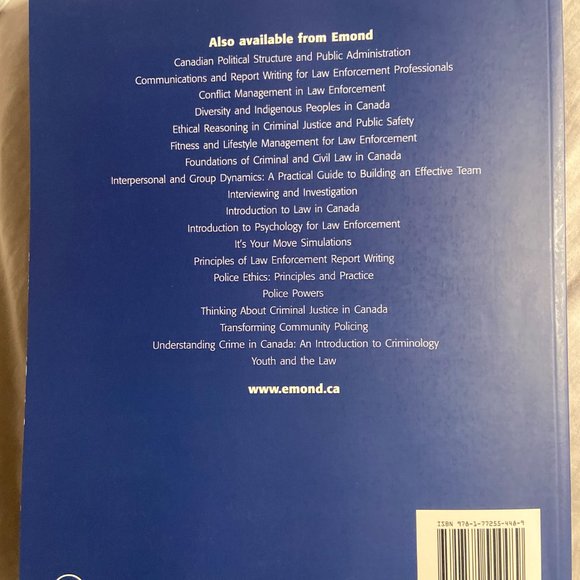 Also available from Emond
Canadian Political Structure and Public Administration
Communications and Report Writing for Law Enforcement Professionals
Conflict Management in Law Enforcement
Diversity and Indigenous Peoples in Canada
Ethical Reasoning in Criminal Justice and Public Safety
Fitness and Lifestyle Management for Law Enforcement
Foundations of Criminal and Civil Law in Canada
Interpersonal and Group Dynamics: A Practical Guide to Building an Effective Team
Interviewing and Investigation
Introduction to Law in Canada
Introduction to Psychology for Law Enforcement
It's Your Move Simulations
Principles of Law Enforcement Report Writing
Police Ethics: Principles and Practice
Police Powers
Thinking About Criminal Justice in Canada
Transforming Community Policing
Understanding Crime in Canada: An Introduction to Criminology
Youth and the Law
www.emond.ca
ISBN 978-1-77255-448-9